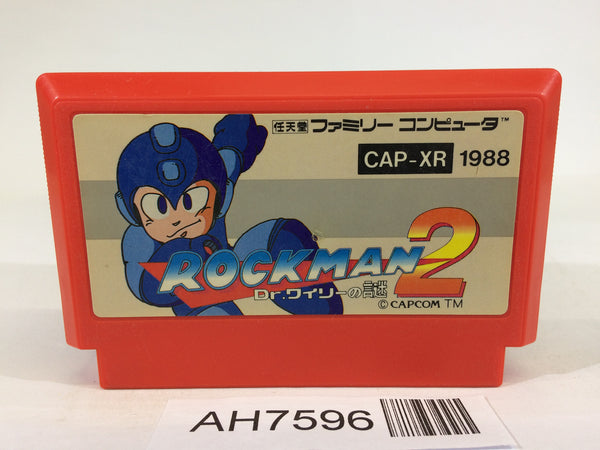 任天堂 ファミリー コンピュータ™
CAP-XR 1988
ROCKMAN 2
Dr.ワイリーの謎
©CAPCOM TM
AH7596